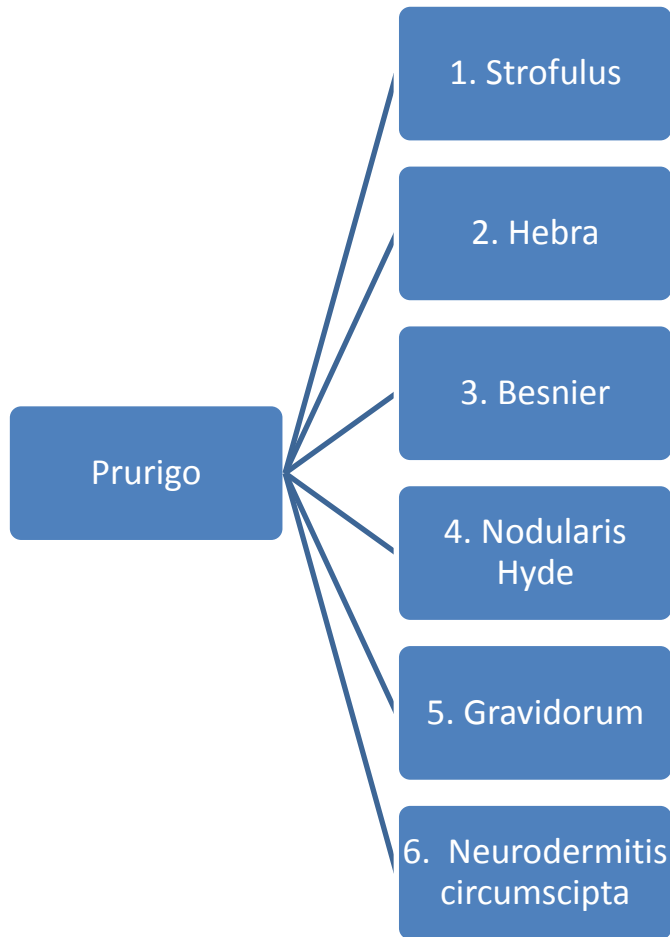 1. Strofulus
2. Hebra
3. Besnier
Prurigo
4. Nodularis
Hyde
5. Gravidorum
6. Neurodermitis
circumscipta